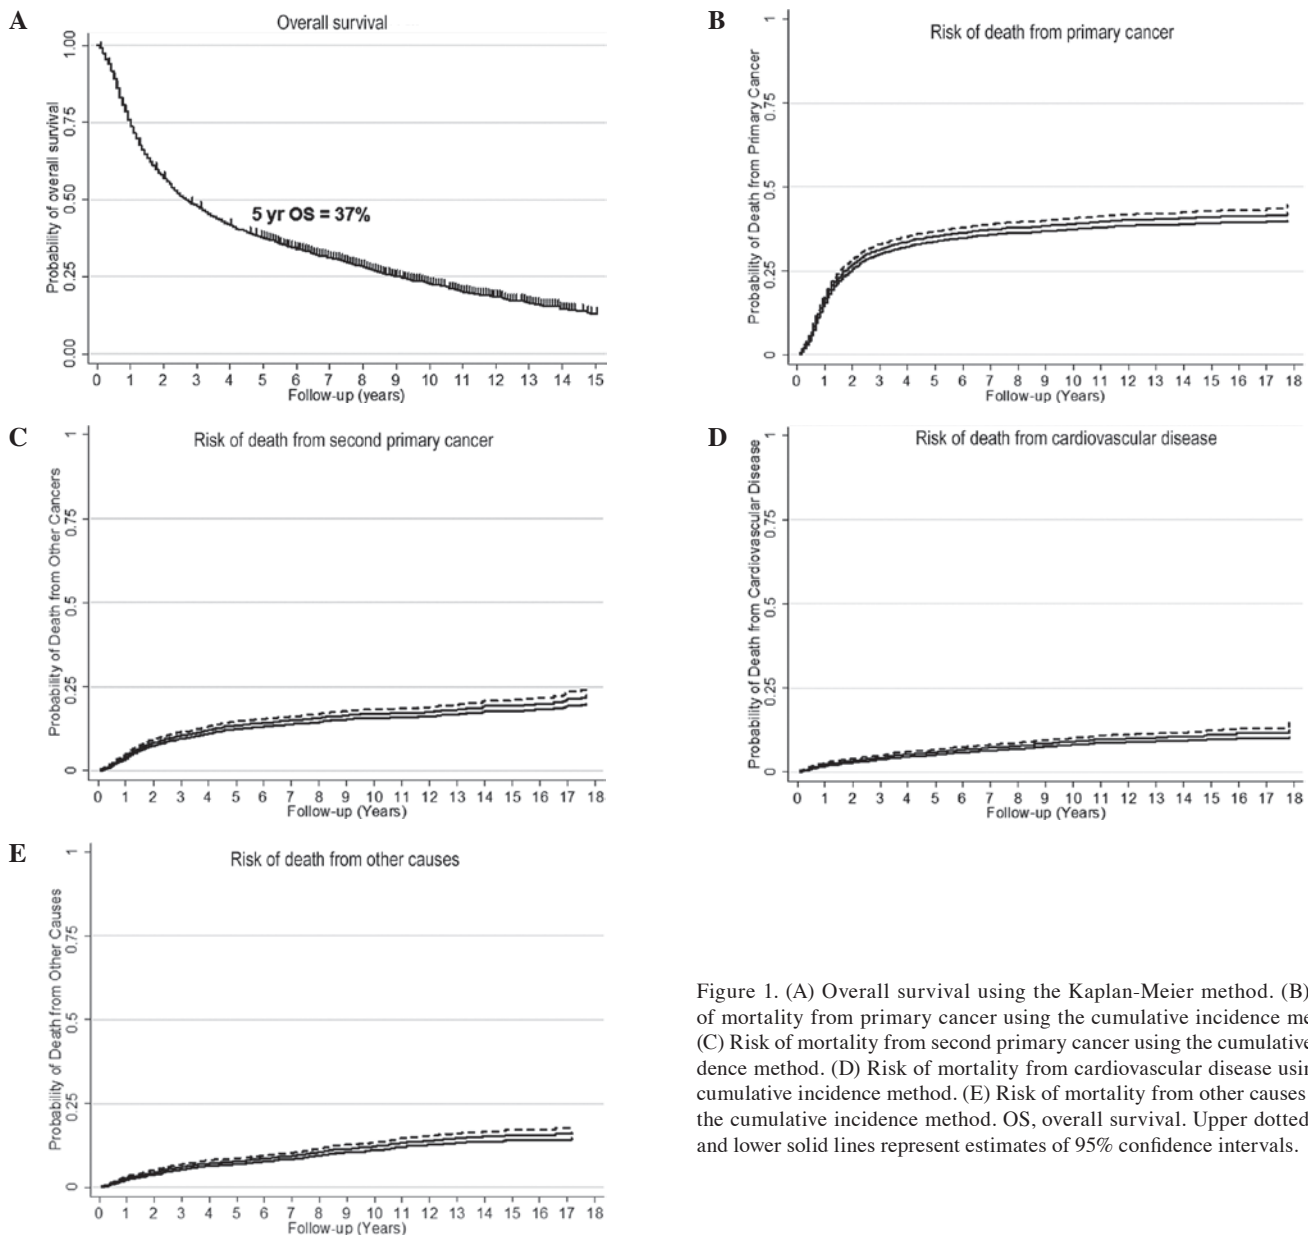 A
Overall survival
Probability of overall survival
1.00
0.75
0.50
0.25
0.00
5 yr OS = 37%
0 1 2 3 4 5 6 7 8 9 10 11 12 13 14 15
Follow-up (years)
B
Risk of death from primary cancer
Probability of Death from Primary Cancer
1
0.75
0.5
0.25
0
0 1 2 3 4 5 6 7 8 9 10 11 12 13 14 15 16 17 18
Follow-up (Years)
C
Risk of death from second primary cancer
Probability of Death from Other Cancers
1
0.75
0.5
0.25
0
0 1 2 3 4 5 6 7 8 9 10 11 12 13 14 15 16 17 18
Follow-up (Years)
D
Risk of death from cardiovascular disease
Probability of Death from Cardiovascular Disease
1
0.75
0.5
0.25
0
0 1 2 3 4 5 6 7 8 9 10 11 12 13 14 15 16 17 18
Follow-up (Years)
E
Risk of death from other causes
Probability of Death from Other Causes
1
0.75
0.5
0.25
0
0 1 2 3 4 5 6 7 8 9 10 11 12 13 14 15 16 17 18
Follow-up (Years)
Figure 1. (A) Overall survival using the Kaplan-Meier method. (B)
of mortality from primary cancer using the cumulative incidence me
(C) Risk of mortality from second primary cancer using the cumulative
dence method. (D) Risk of mortality from cardiovascular disease usin
cumulative incidence method. (E) Risk of mortality from other causes
the cumulative incidence method. OS, overall survival. Upper dotted
and lower solid lines represent estimates of 95% confidence intervals.